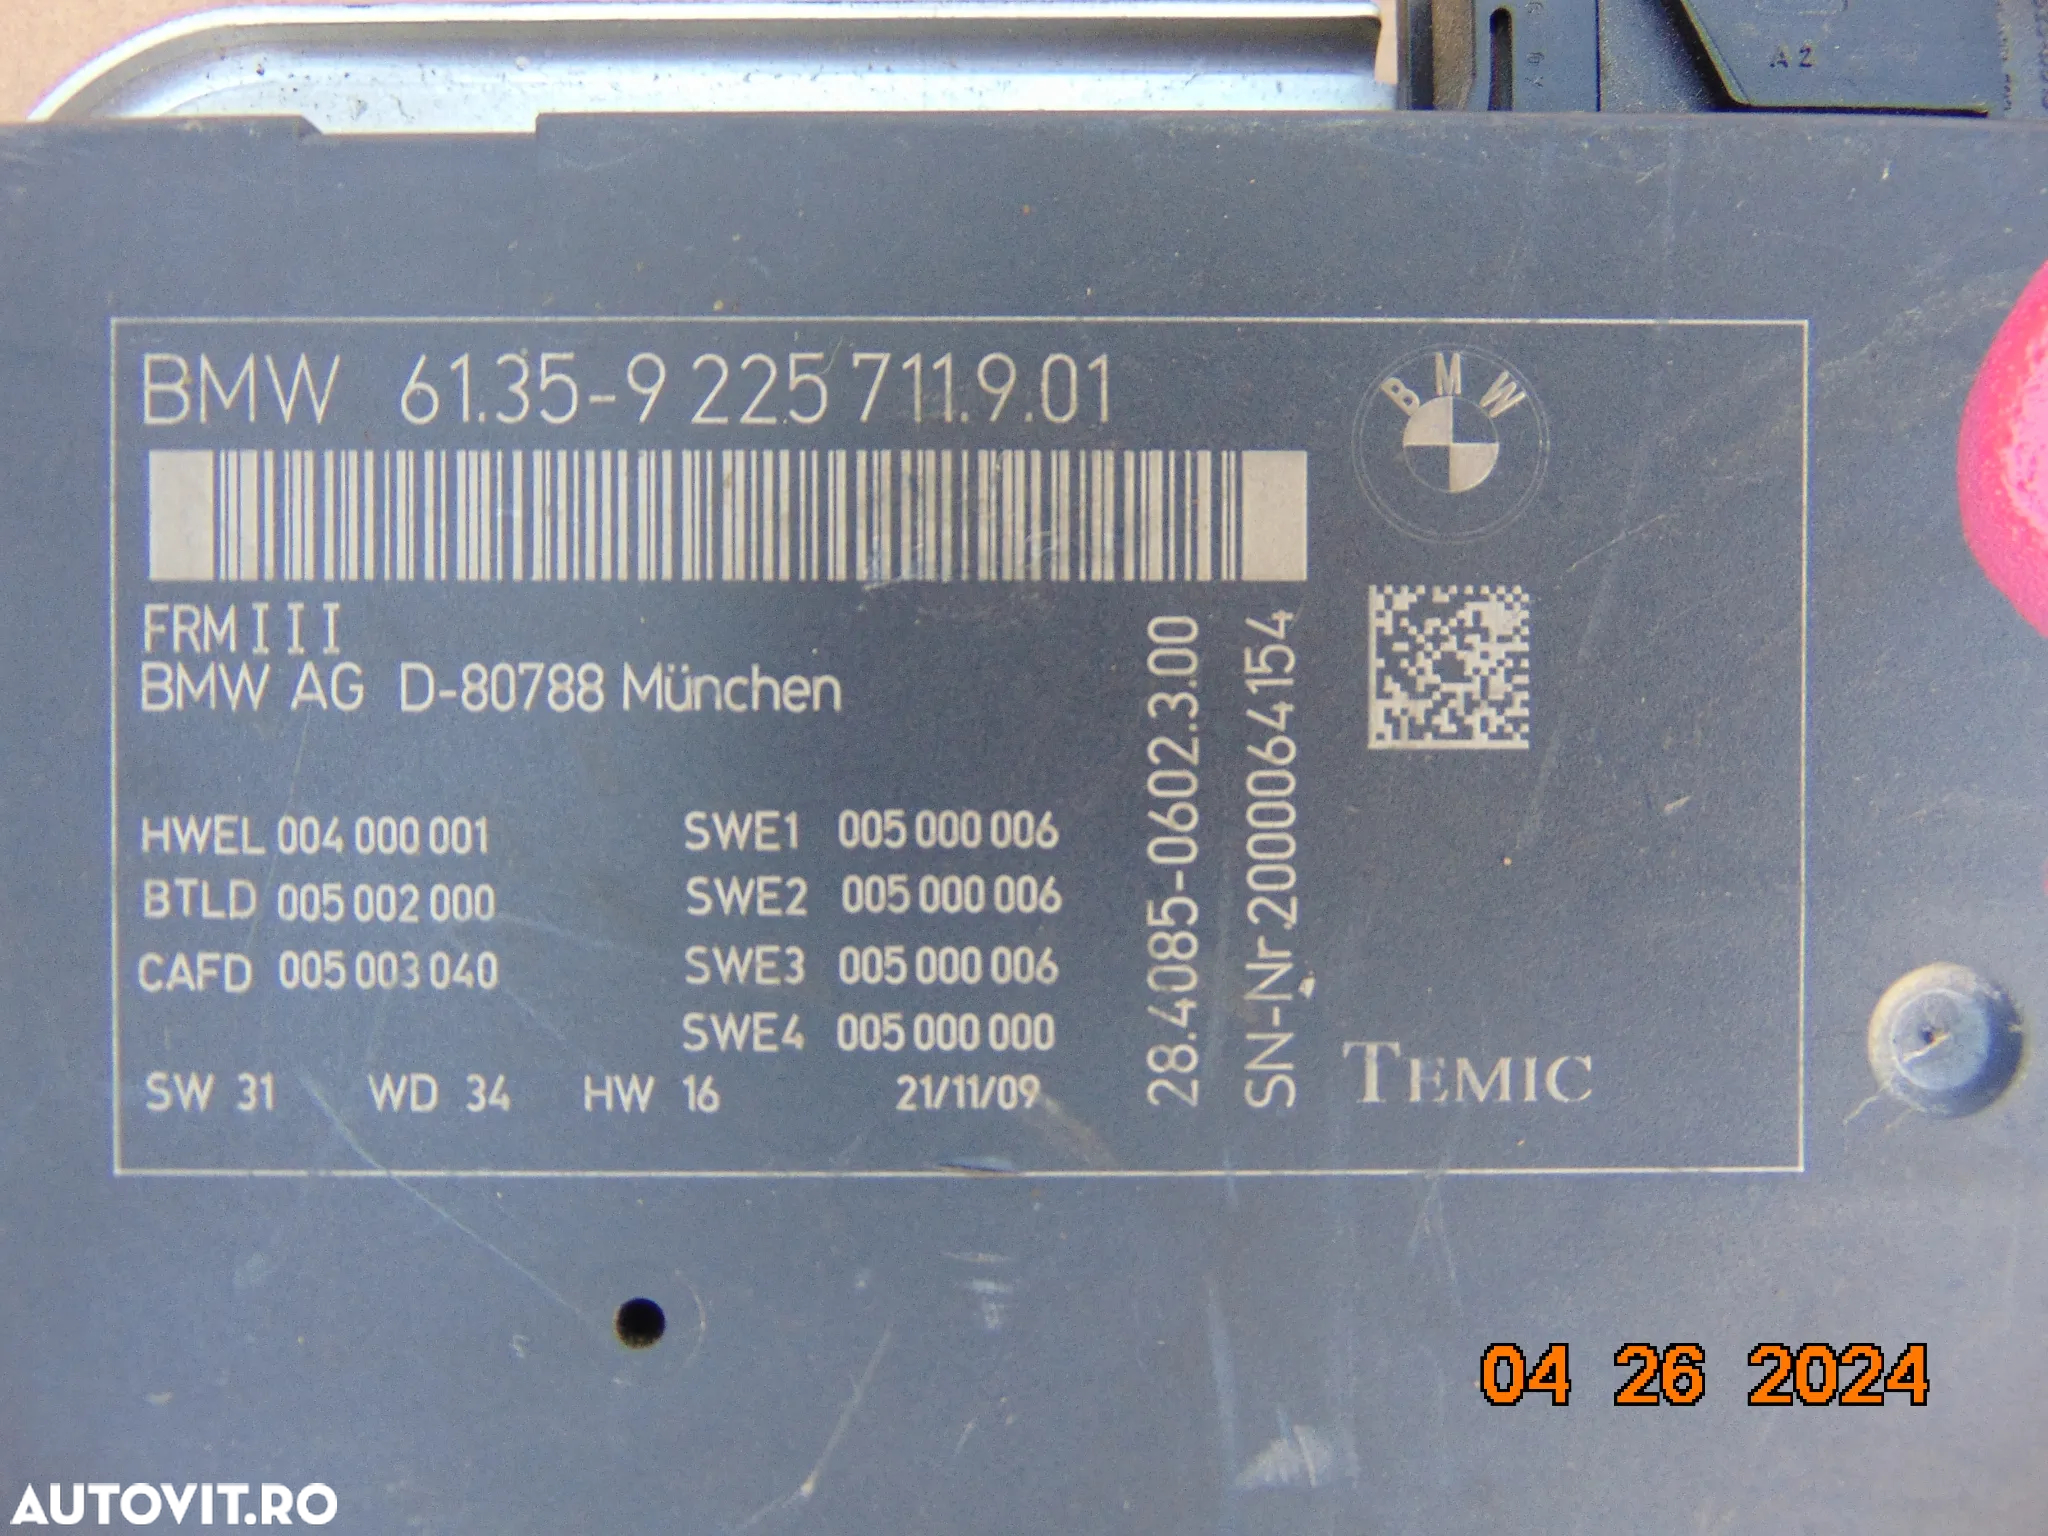 A2
BMW 61.35-9 225 711.9.01
BMW
FRM III
BMW AG D-80788 München
HWEL 004 000 001
BTLD 005 002 000
CAFD 005 003 040
SWE1 005 000 006
SWE2 005 000 006
SWE3 005 000 006
SWE4 005 000 000
SW 31 WD 34 HW 16 21/11/09
28.4085-0602.3.00
SN-Nr.2000064154
TEMIC
04 26 2024
AUTOVIT.RO